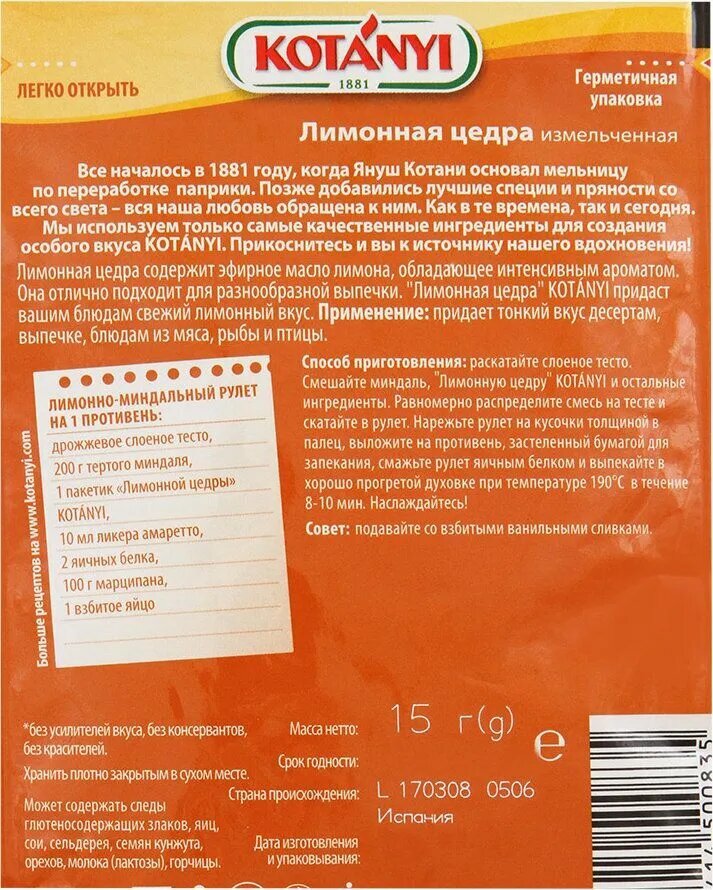 KOTÁNYI
1881
ЛЕГКО ОТКРЫТЬ
Герметичная
упаковка
Лимонная цедра измельченная
Все началось в 1881 году, когда Януш Котани основал мельницу
по переработке паприки. Позже добавились лучшие специи и пряности со
всего света – вся наша любовь обращена к ним. Как в те времена, так и сегодня.
Мы используем только самые качественные ингредиенты для создания
особого вкуса KOTÁNYI. Прикоснитесь и вы к источнику нашего вдохновения!
Лимонная цедра содержит эфирное масло лимона, обладающее интенсивным ароматом.
Она отлично подходит для разнообразной выпечки. "Лимонная цедра" KOTÁNYI придаст
вашим блюдам свежий лимонный вкус. Применение: придает тонкий вкус десертам,
выпечке, блюдам из мяса, рыбы и птицы.
ЛИМОННО-МИНДАЛЬНЫЙ РУЛЕТ
НА 1 ПРОТИВЕНЬ:
дрожжевое слоеное тесто,
200 г тертого миндаля,
1 пакетик «Лимонной цедры»
KOTÁNYI,
10 мл ликера амаретто,
2 яичных белка,
100 г марципана,
1 взбитое яйцо
Больше рецептов на www.kotanyi.com
Способ приготовления: раскатайте слоеное тесто.
Смешайте миндаль, "Лимонную цедру" KOTÁNYI и остальные
ингредиенты. Равномерно распределите смесь на тесте и
скатайте в рулет. Нарежьте рулет на кусочки толщиной в
палец, выложите на противень, застеленный бумагой для
запекания, смажьте рулет яичным белком и выпекайте в
хорошо прогретой духовке при температуре 190°С в течение
8-10 мин. Наслаждайтесь!
Совет: подавайте со взбитыми ванильными сливками.
*без усилителей вкуса, без консервантов,
без красителей.
Хранить плотно закрытым в сухом месте.
Может содержать следы
глютеносодержащих злаков, яиц,
сои, сельдерея, семян кунжута,
орехов, молока (лактозы), горчицы.
Масса нетто:
15 г(g)
e
Срок годности:
L 170308 0506
Страна происхождения:
Испания
Дата изготовления
и упаковывания:
414500835